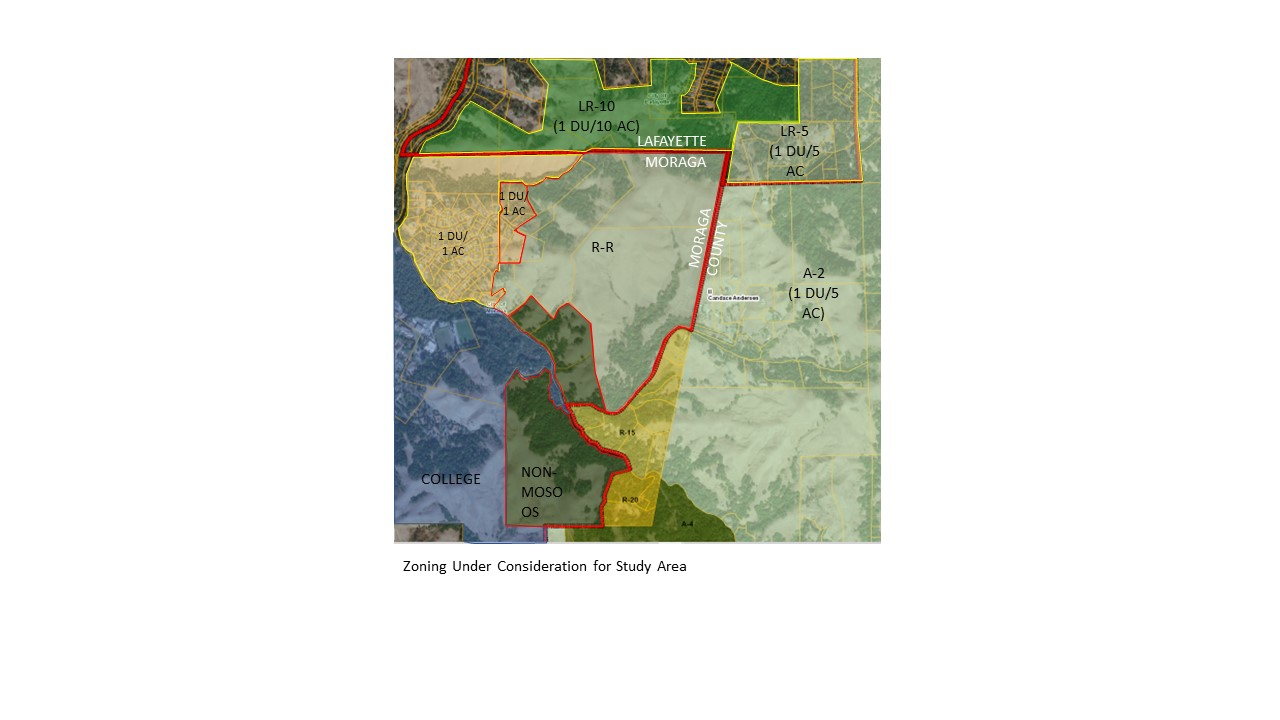 LR-10
(1 DU/10 AC)
LAFAYETTE
MORAGA
LR-5
(1 DU/5
AC
1 DU/
1 AC
1 DU/
1 AC
R-R
MORAGA
COUNTY
A-2
(1 DU/5
AC)
Candace Andersen
R-15
COLLEGE
NON-
MOSO
OS
R-20
A-4
Zoning Under Consideration for Study Area